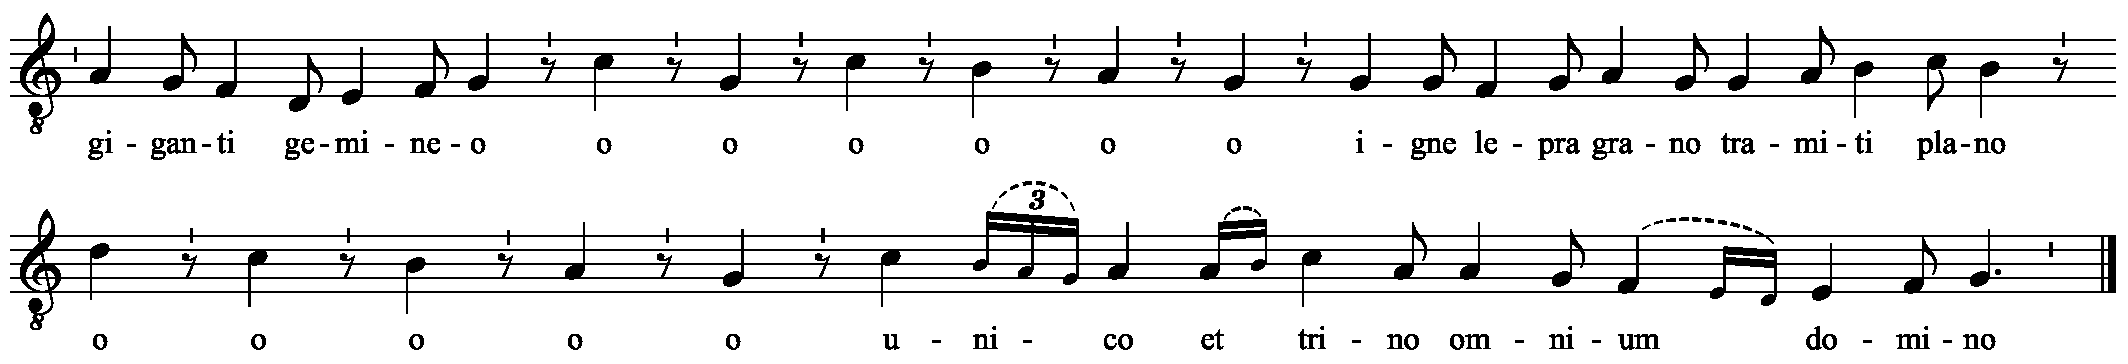 gi - gan - ti ge - mi - ne - o o o o o o o i - gne le - pra gra - no tra - mi - ti pla - no
3
o o o o o u - ni - co et tri - no om - ni - um do - mi - no